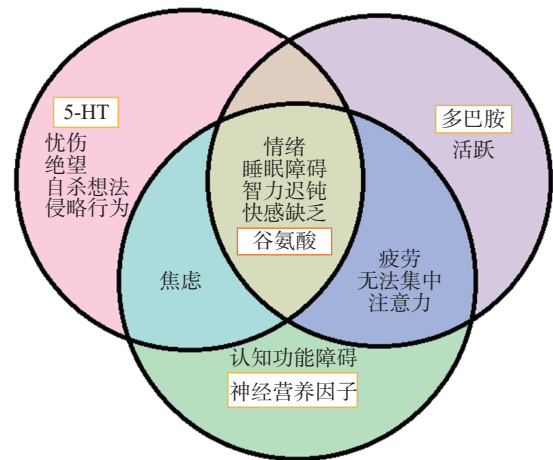 5-HT
忧伤
绝望
自杀想法
侵略行为
多巴胺
活跃
情绪
睡眠障碍
智力迟钝
快感缺乏
谷氨酸
焦虑
疲劳
无法集中
注意力
认知功能障碍
神经营养因子